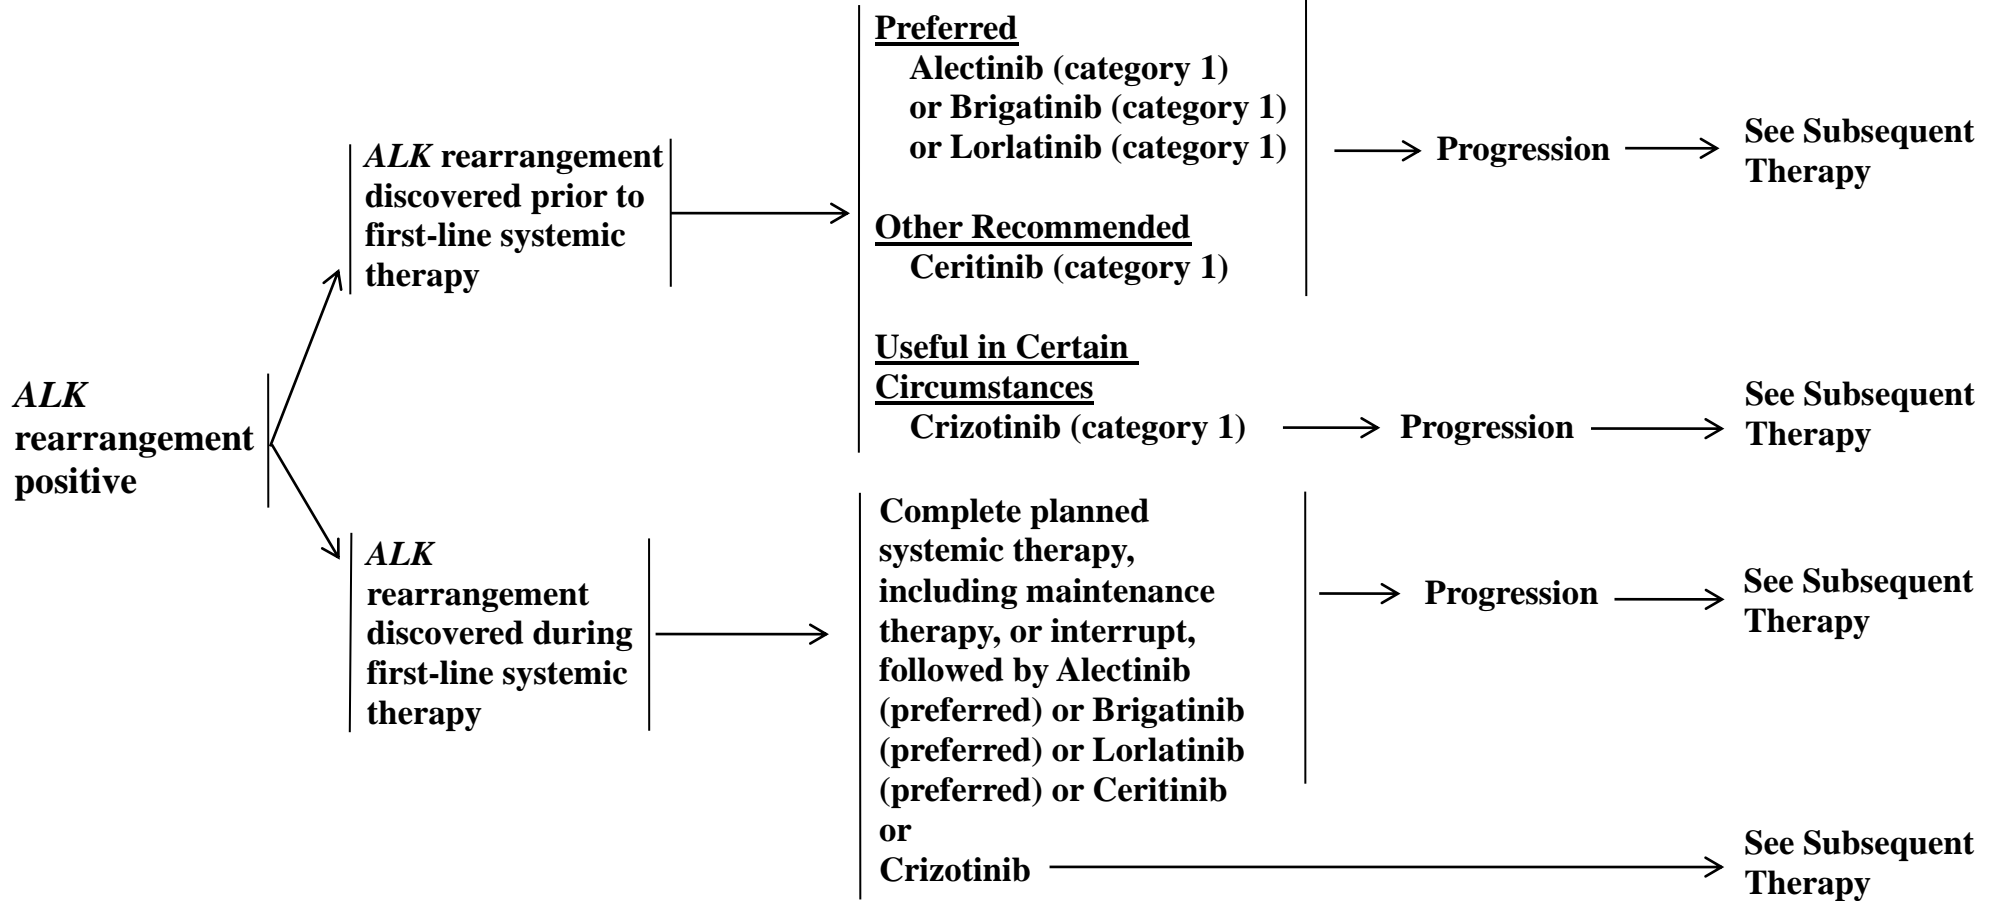 ALK
rearrangement
positive
ALK rearrangement
discovered prior to
first-line systemic
therapy
Preferred
Alectinib (category 1)
or Brigatinib (category 1)
or Lorlatinib (category 1)
Other Recommended
Ceritinib (category 1)
Progression
See Subsequent
Therapy
Useful in Certain
Circumstances
Crizotinib (category 1)
Progression
See Subsequent
Therapy
ALK
rearrangement
discovered during
first-line systemic
therapy
Complete planned
systemic therapy,
including maintenance
therapy, or interrupt,
followed by Alectinib
(preferred) or Brigatinib
(preferred) or Lorlatinib
(preferred) or Ceritinib
or
Crizotinib
Progression
See Subsequent
Therapy
See Subsequent
Therapy